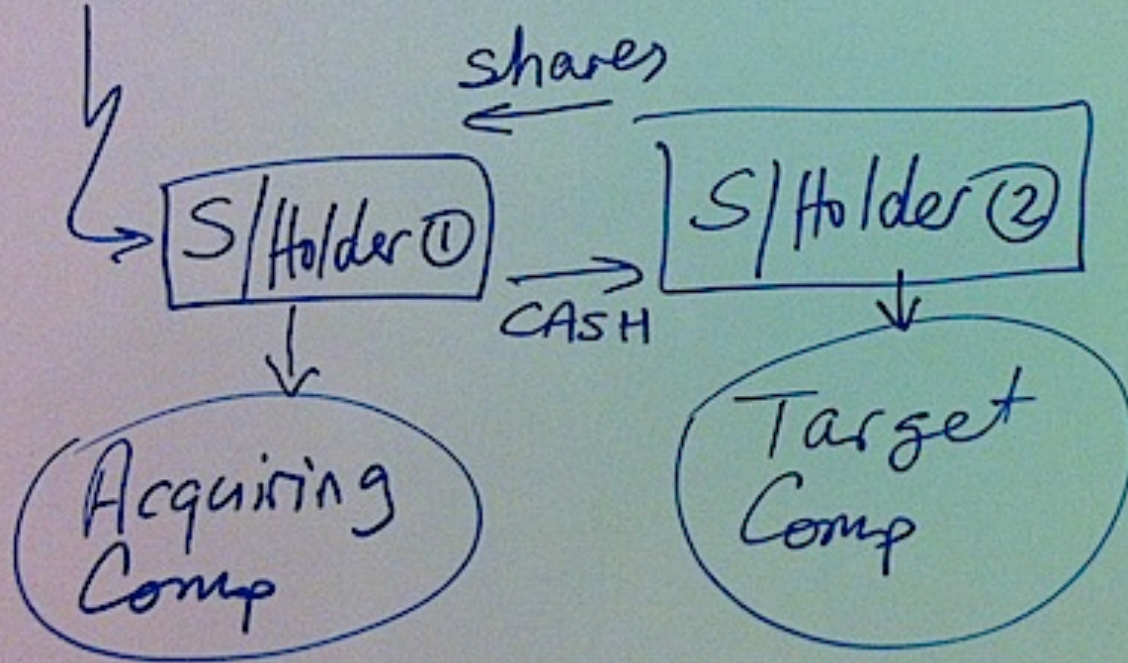 shares
S/Holder ①
S/Holder ②
CASH
Acquiring
Comp
Target
Comp